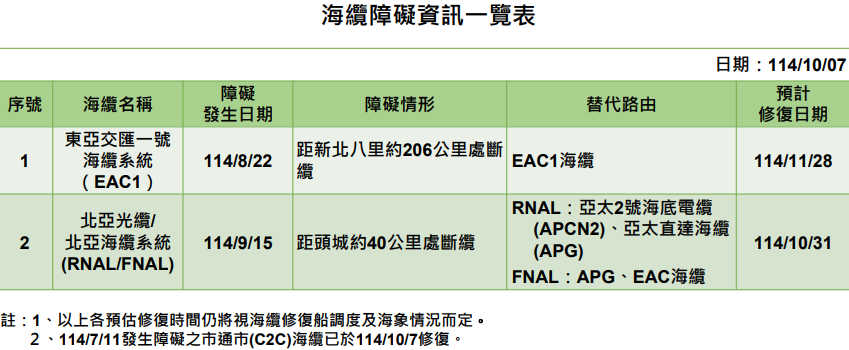 海纜障礙資訊一覽表
日期：114/10/07
序號
海纜名稱
障礙
發生日期
障礙情形
替代路由
預計
修復日期
1
東亞交匯一號
海纜系統
（EAC1）
114/8/22
距新北八里約206公里處斷
纜
EAC1海纜
114/11/28
2
北亞光纜/
北亞海纜系統
(RNAL/FNAL)
114/9/15
距頭城約40公里處斷纜
RNAL：亞太2號海底電纜
(APCN2)、亞太直達海纜
(APG)
FNAL：APG、EAC海纜
114/10/31
註：1、以上各預估修復時間仍將視海纜修復船調度及海象情況而定。
２、114/7/11發生障礙之市通市(C2C)海纜已於114/10/7修復。